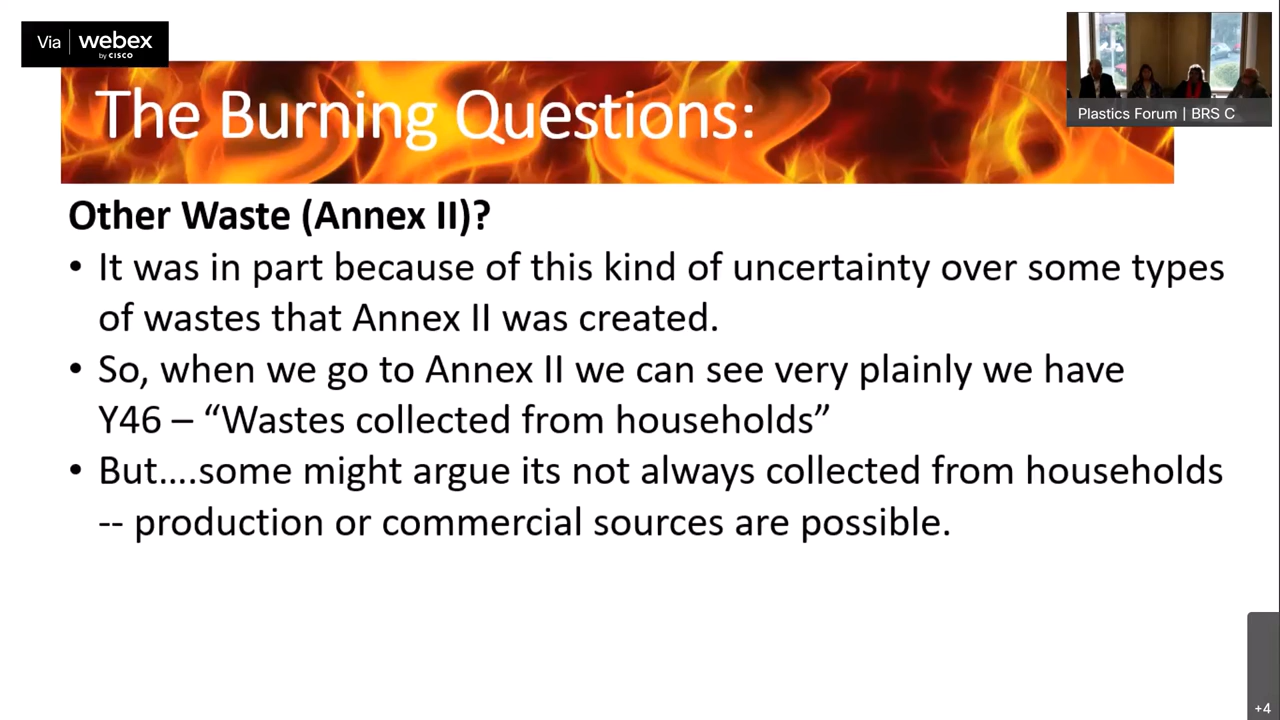 Via webex
by CISCO
Plastics Forum | BRS C
The Burning Questions:
Other Waste (Annex II)?
• It was in part because of this kind of uncertainty over some types
of wastes that Annex II was created.
• So, when we go to Annex II we can see very plainly we have
Y46 – “Wastes collected from households”
• But....some might argue its not always collected from households
-- production or commercial sources are possible.
+4